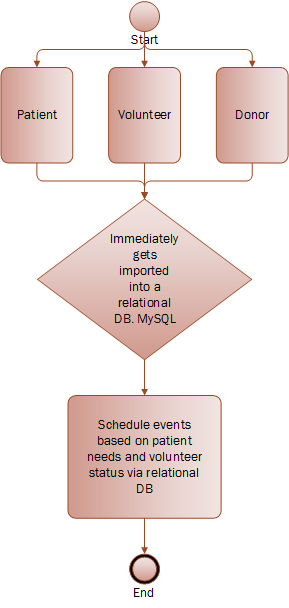 Start
Patient
Volunteer
Donor
Immediately
gets
imported
into a
relational
DB. MySQL
Schedule events
based on patient
needs and volunteer
status via relational
DB
End